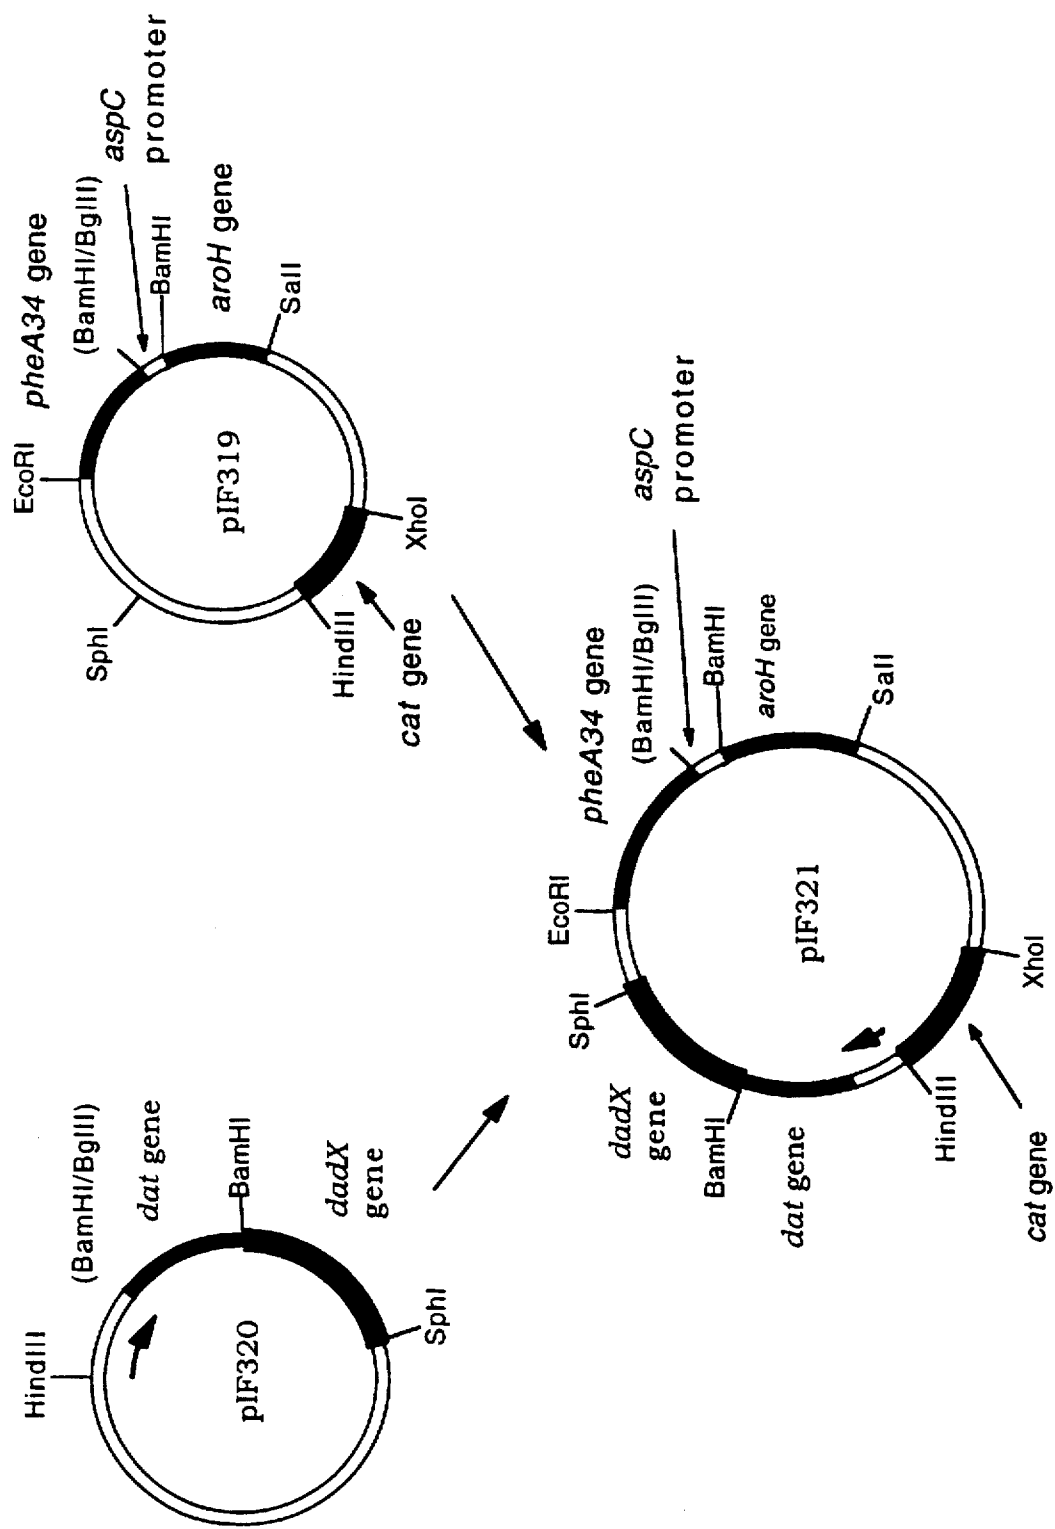 HindIII
(BamHI/BglII)
dat gene
BamHI
dadX
gene
SphI
pIF320
EcoRI
pheA34 gene
(BamHI/BglII)
aspC
promoter
BamHI
aroH gene
SalI
XhoI
cat gene
HindIII
SphI
pIF319
EcoRI
pheA34 gene
(BamHI/BglII)
aspC
promoter
BamHI
aroH gene
SalI
XhoI
cat gene
HindIII
dat gene
BamHI
dadX
gene
SphI
pIF321